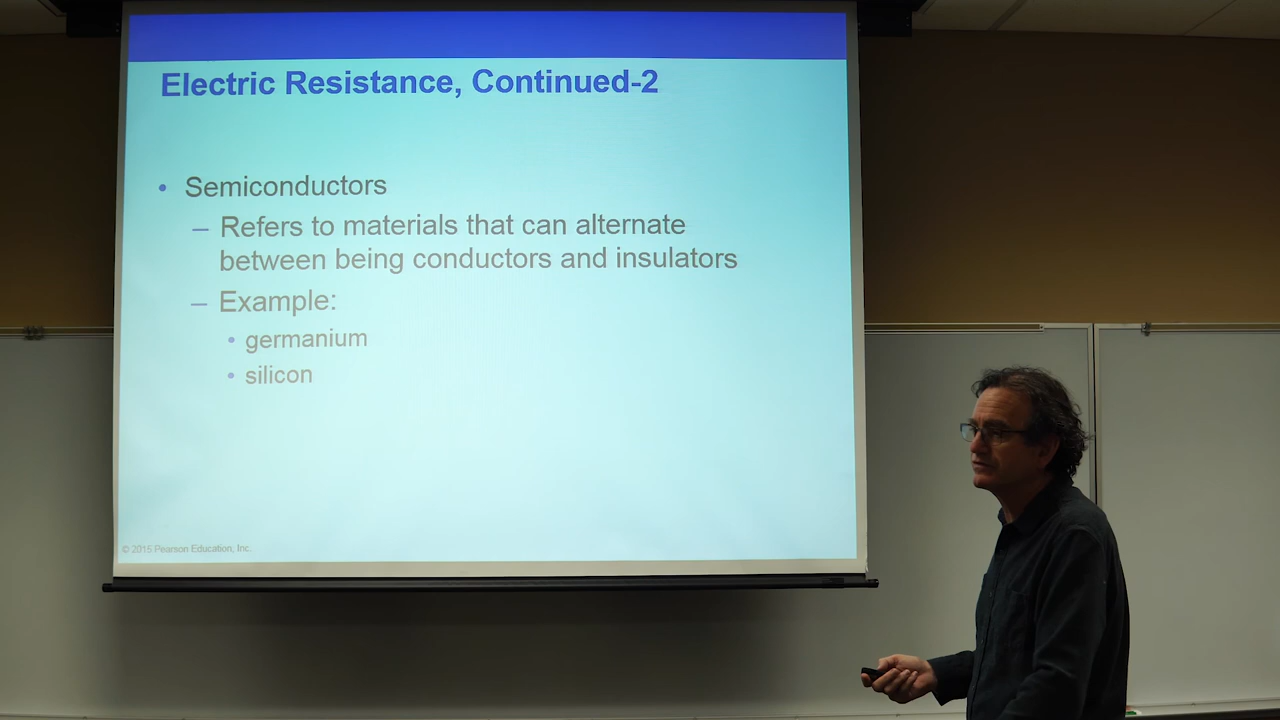 Electric Resistance, Continued-2
• Semiconductors
– Refers to materials that can alternate
between being conductors and insulators
– Example:
• germanium
• silicon
© 2015 Pearson Education, Inc.